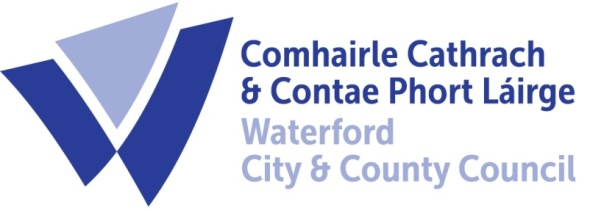 Comhairle Cathrach
& Contae Phort Láirge
Waterford
City & County Council